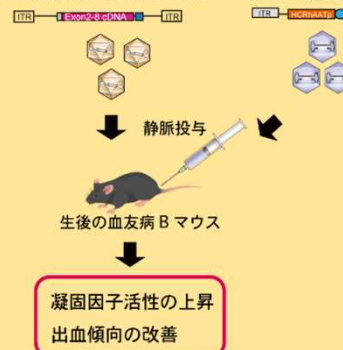 ITR Exon2-8 cDNA ITR
ITR HCRhAATp
静脈投与
生後の血友病 B マウス
凝固因子活性の上昇
出血傾向の改善